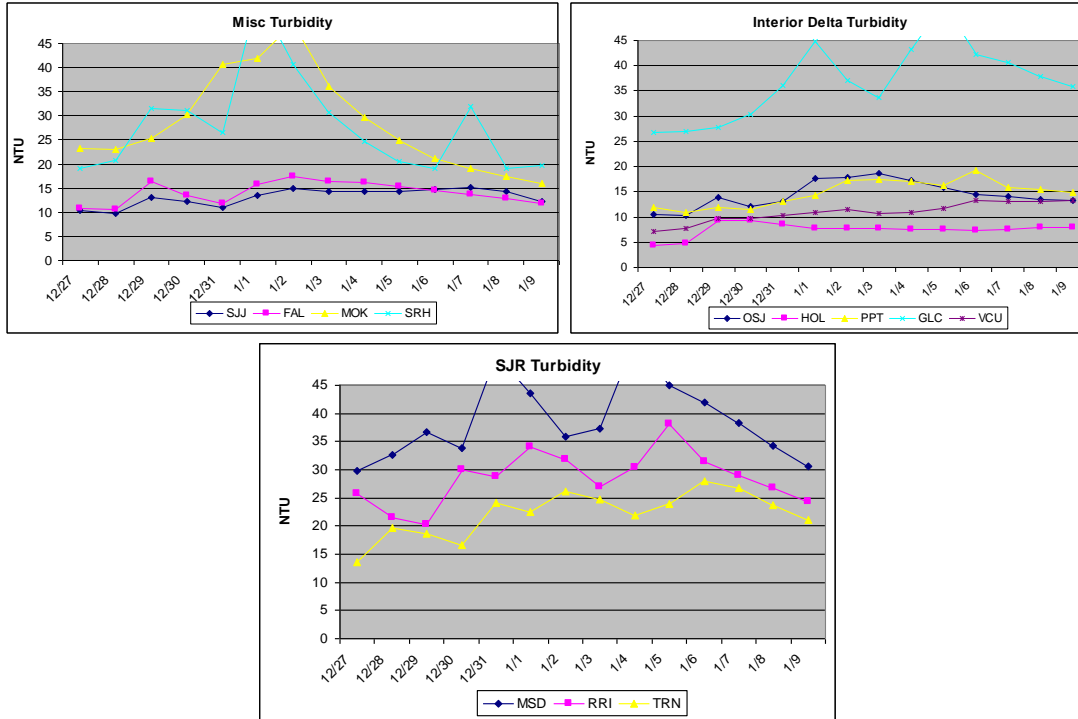 Misc Turbidity
45
40
35
30
25
20
15
10
5
0
NTU
12/27 12/28 12/29 12/30 12/31 1/1 1/2 1/3 1/4 1/5 1/6 1/7 1/8 1/9
SJJ FAL MOK SRH
Interior Delta Turbidity
45
40
35
30
25
20
15
10
5
0
NTU
12/27 12/28 12/29 12/30 12/31 1/1 1/2 1/3 1/4 1/5 1/6 1/7 1/8 1/9
OSJ HOL PPT GLC VCU
SJR Turbidity
45
40
35
30
25
20
15
10
5
0
NTU
12/27 12/28 12/29 12/30 12/31 1/1 1/2 1/3 1/4 1/5 1/6 1/7 1/8 1/9
MSD RRI TRN